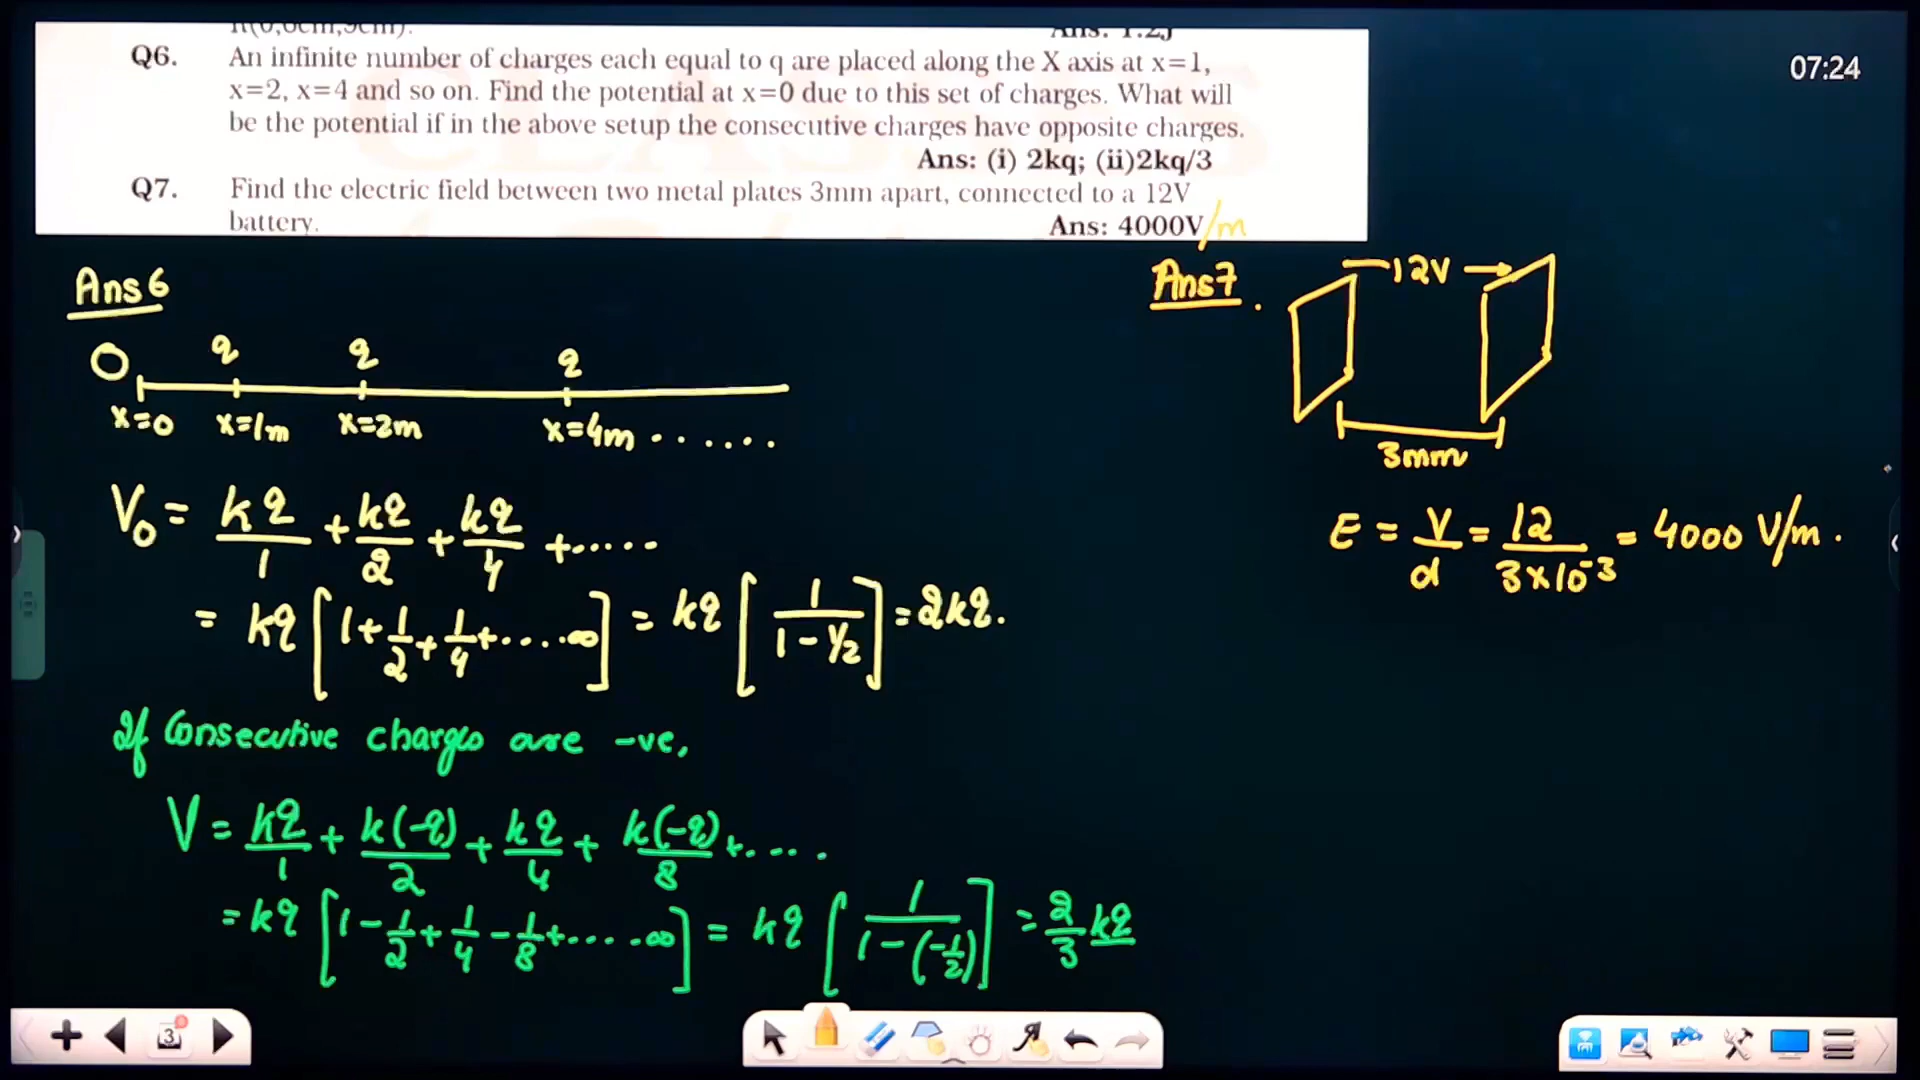 Q6. An infinite number of charges each equal to q are placed along the X axis at x=1,
x=2, x=4 and so on. Find the potential at x=0 due to this set of charges. What will
be the potential if in the above setup the consecutive charges have opposite charges.
Ans: (i) 2kq; (ii)2kq/3
Q7. Find the electric field between two metal plates 3mm apart, connected to a 12V
battery. Ans: 4000V/m
07:24
Ans 6
O q q q
x=0 x=1m x=2m x=4m ......
V₀ = kq/1 + kq/2 + kq/4 + .....
= kq [1 + 1/2 + 1/4 + .....∞] = kq [1/(1 - 1/2)] = 2kq.
If Consecutive charges are -ve,
V = kq/1 + k(-q)/2 + kq/4 + k(-q)/8 + ....
= kq [1 - 1/2 + 1/4 - 1/8 + .....∞] = kq [1/(1 - (-1/2))] = 2/3 kq
Ans 7.
12V
3mm
E = V/d = 12/(3×10⁻³) = 4000 V/m.
3